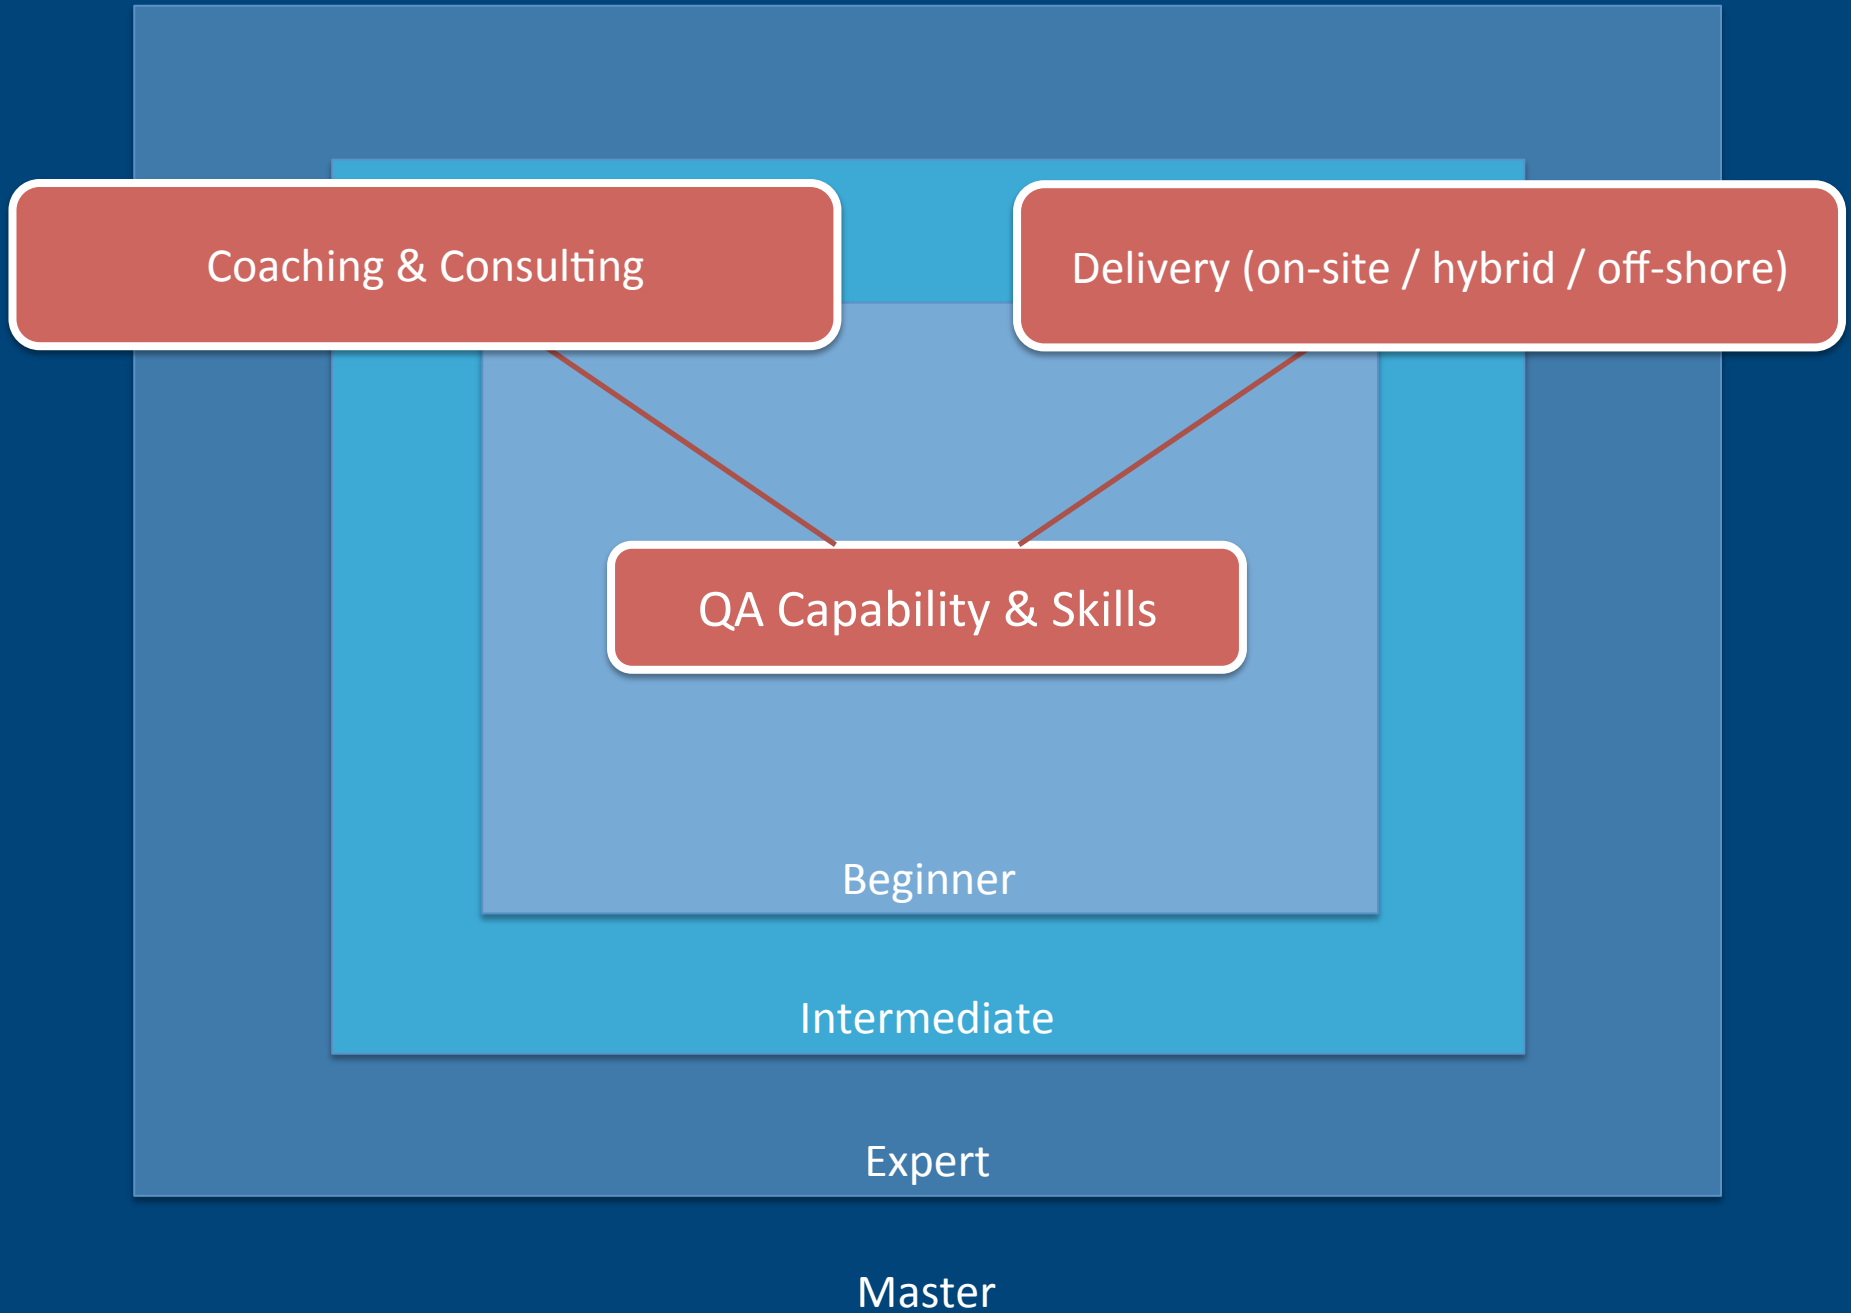 Coaching & Consulting
Delivery (on-site / hybrid / off-shore)
QA Capability & Skills
Beginner
Intermediate
Expert
Master